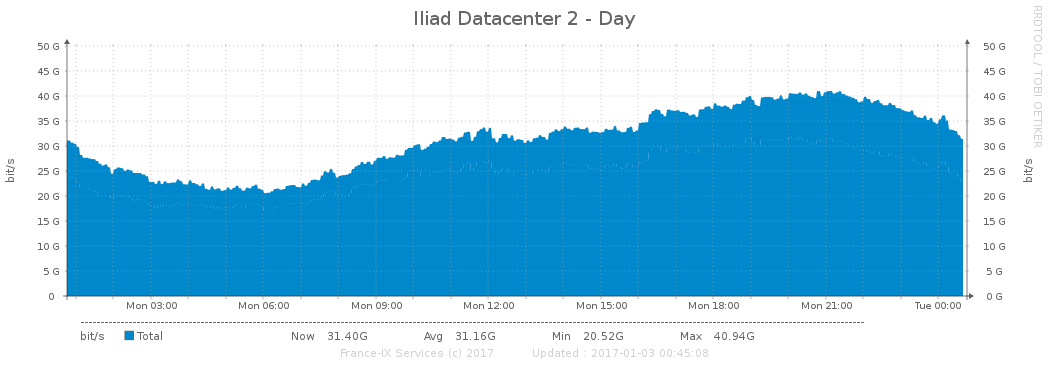 Iliad Datacenter 2 - Day
RRDTOOL / TOBI OETIKER
50 G 50 G
45 G 45 G
40 G 40 G
35 G 35 G
30 G 30 G
25 G 25 G
20 G 20 G
15 G 15 G
10 G 10 G
5 G 5 G
0 0 G
bit/s bit/s
Mon 03:00 Mon 06:00 Mon 09:00 Mon 12:00 Mon 15:00 Mon 18:00 Mon 21:00 Tue 00:00
bit/s Total Now 31.40G Avg 31.16G Min 20.52G Max 40.94G
France-IX Services (c) 2017 Updated : 2017-01-03 00:45:08